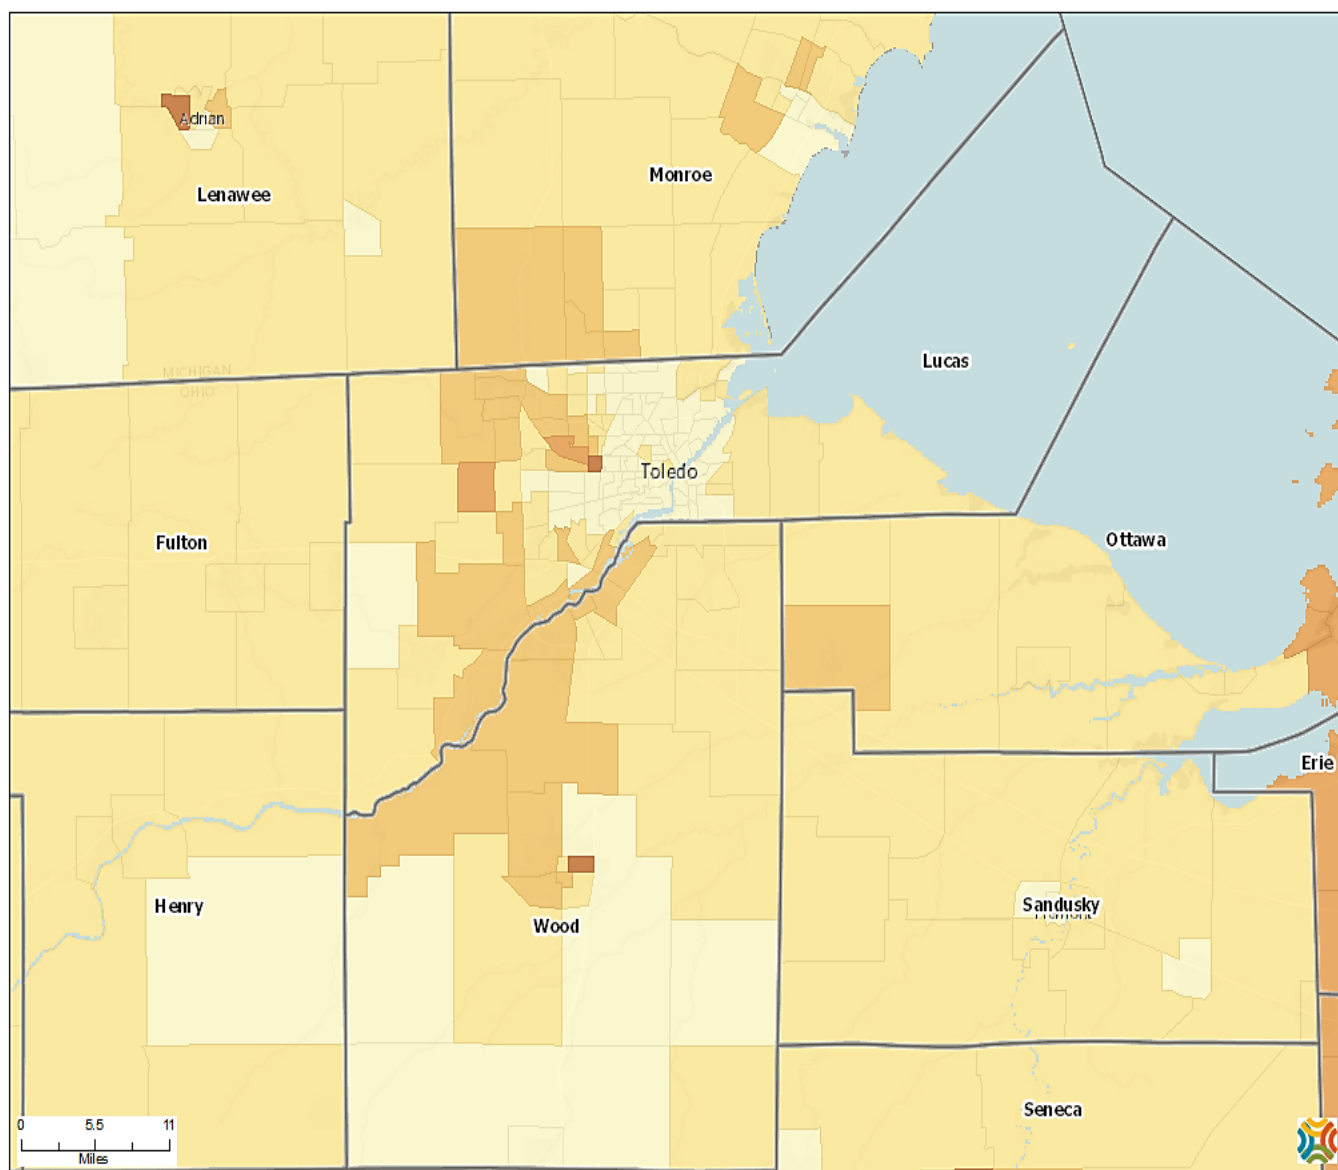 Adrian
Lenawee
Monroe
MICHIGAN
OHIO
Lucas
Toledo
Fulton
Ottawa
Erie
Henry
Wood
Sandusky
Fremont
Seneca
0 5.5 11
Miles